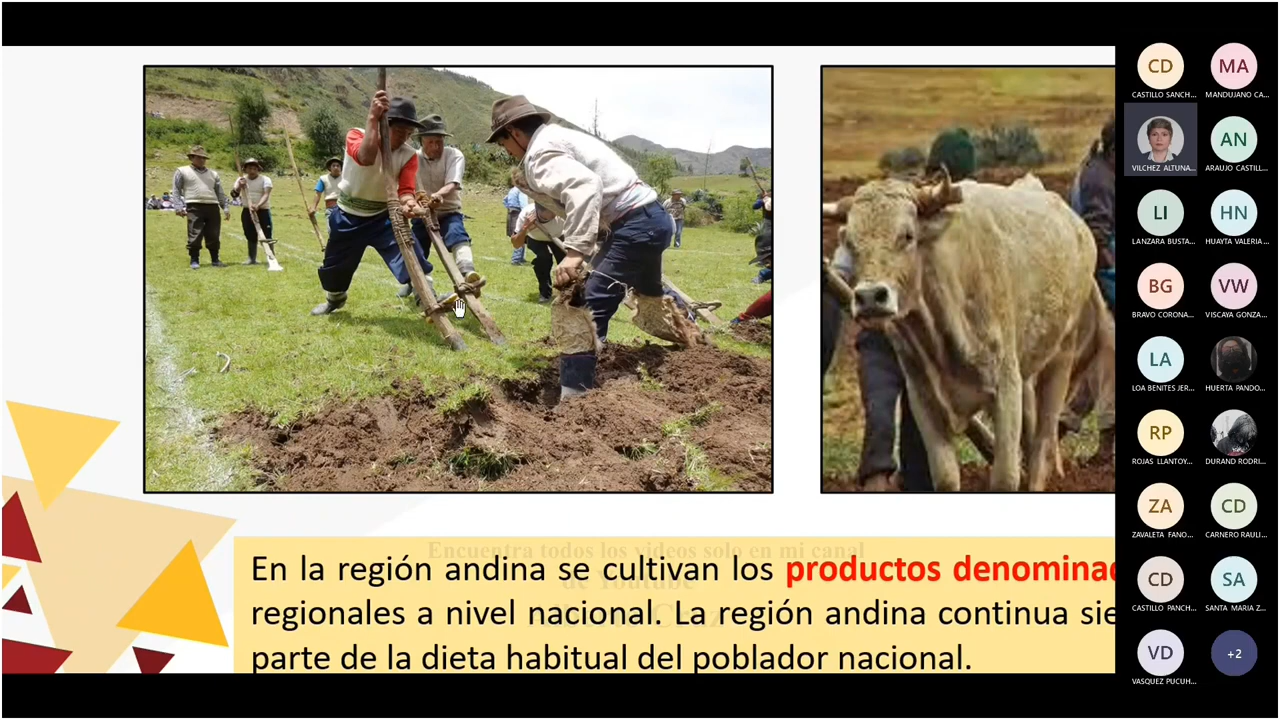 CD
MA
CASTILLO SANCH...
MANDUJANO CA...
AN
VILCHEZ ALTUNA...
ARAUJO CASTILL...
LI
HN
LANZARA BUSTA...
HUAYTA VALERIA ...
BG
VW
BRAVO CORONA...
VISCAYA GONZA...
LA
LOA BENITES JER...
HUERTA PANDO...
RP
ROJAS LLANTOY...
DURAND RODRI...
ZA
CD
ZAVALETA FANO...
CARNERO RAULI...
CD
SA
CASTILLO PANCH...
SANTA MARIA Z...
VD
+2
VASQUEZ PUCUH...
Encuentra todos los videos solo en mi canal
de Youtube
En la región andina se cultivan los productos denominad
regionales a nivel nacional. La región andina continua sie
parte de la dieta habitual del poblador nacional.